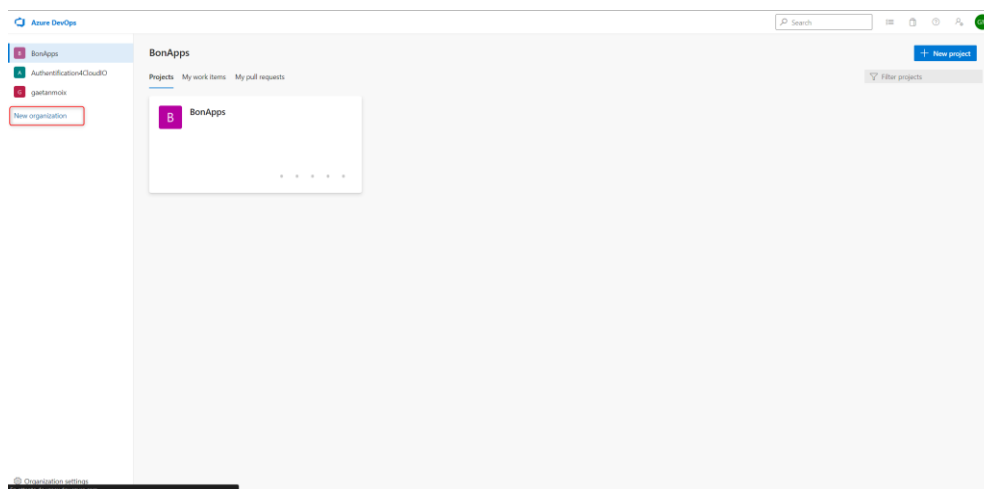 Azure DevOps
Search
B BonApps
A Authentification4CloudIO
G gaetanmoix
New organization
BonApps
New project
Projects My work items My pull requests
Filter projects
B BonApps
Organization settings